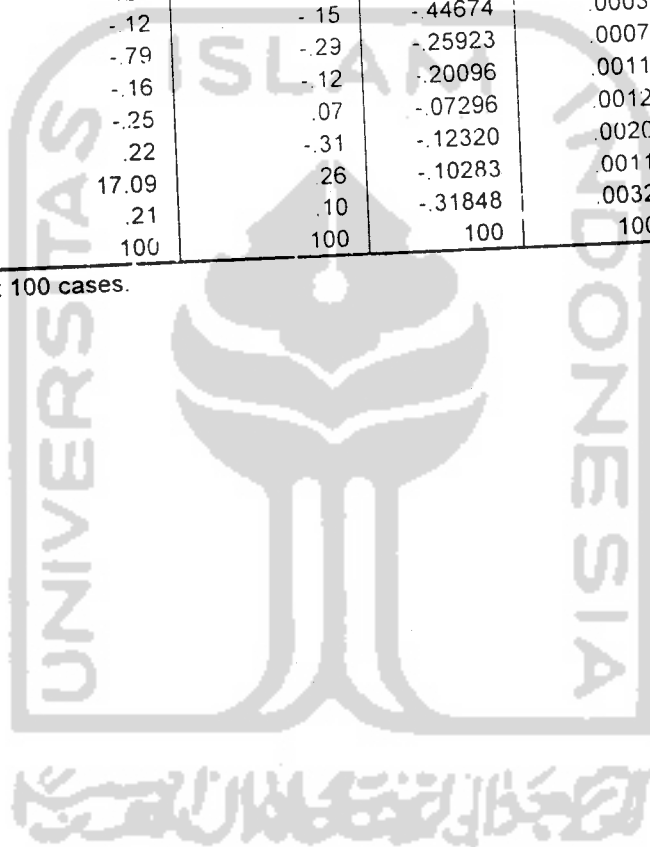 -.12 -.15 -.44674 .0003
-.79 -.29 -.25923 .0007
-.16 -.12 -.20096 .0011
-.25 .07 -.07296 .0012
.22 -.31 -.12320 .0020
17.09 .26 -.10283 .0011
.21 .10 -.31848 .0032
100 100 100 100
100 cases.
UNIVERSITAS
ISLAM
INDONESIA